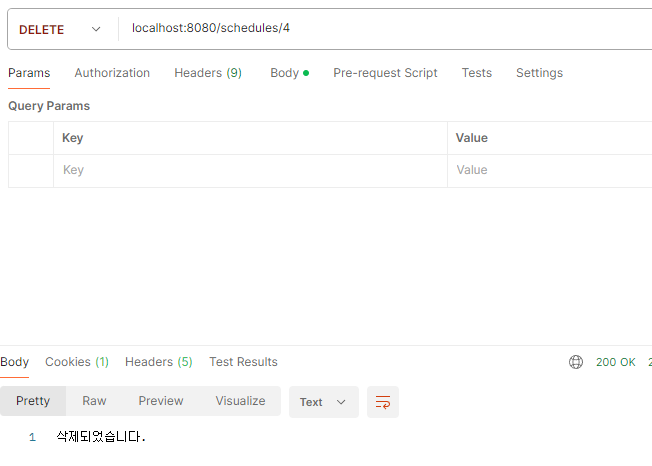 DELETE localhost:8080/schedules/4
Params Authorization Headers (9) Body Pre-request Script Tests Settings
Query Params
Key Value
Key Value
Body Cookies (1) Headers (5) Test Results 200 OK 2
Pretty Raw Preview Visualize Text
1 삭제되었습니다.